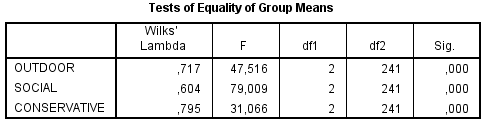 Tests of Equality of Group Means
Wilks' Lambda F df1 df2 Sig.
OUTDOOR ,717 47,516 2 241 ,000
SOCIAL ,604 79,009 2 241 ,000
CONSERVATIVE ,795 31,066 2 241 ,000